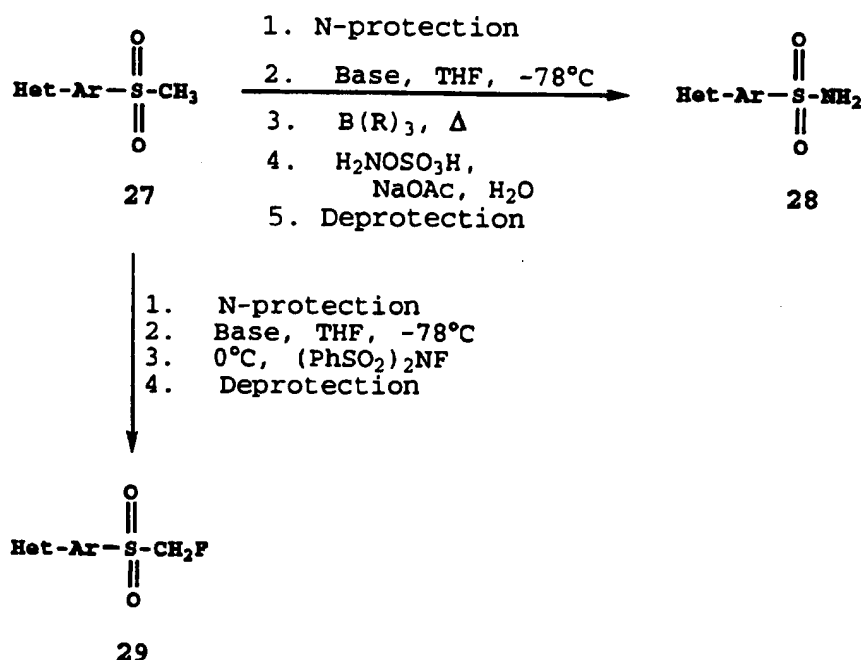 1. N-protection
2. Base, THF, -78°C
3. B(R)₃, Δ
4. H₂NOSO₃H,
NaOAc, H₂O
5. Deprotection
O
Het-Ar-S-CH₃
O
27
O
Het-Ar-S-NH₂
O
28
1. N-protection
2. Base, THF, -78°C
3. 0°C, (PhSO₂)₂NF
4. Deprotection
O
Het-Ar-S-CH₂F
O
29